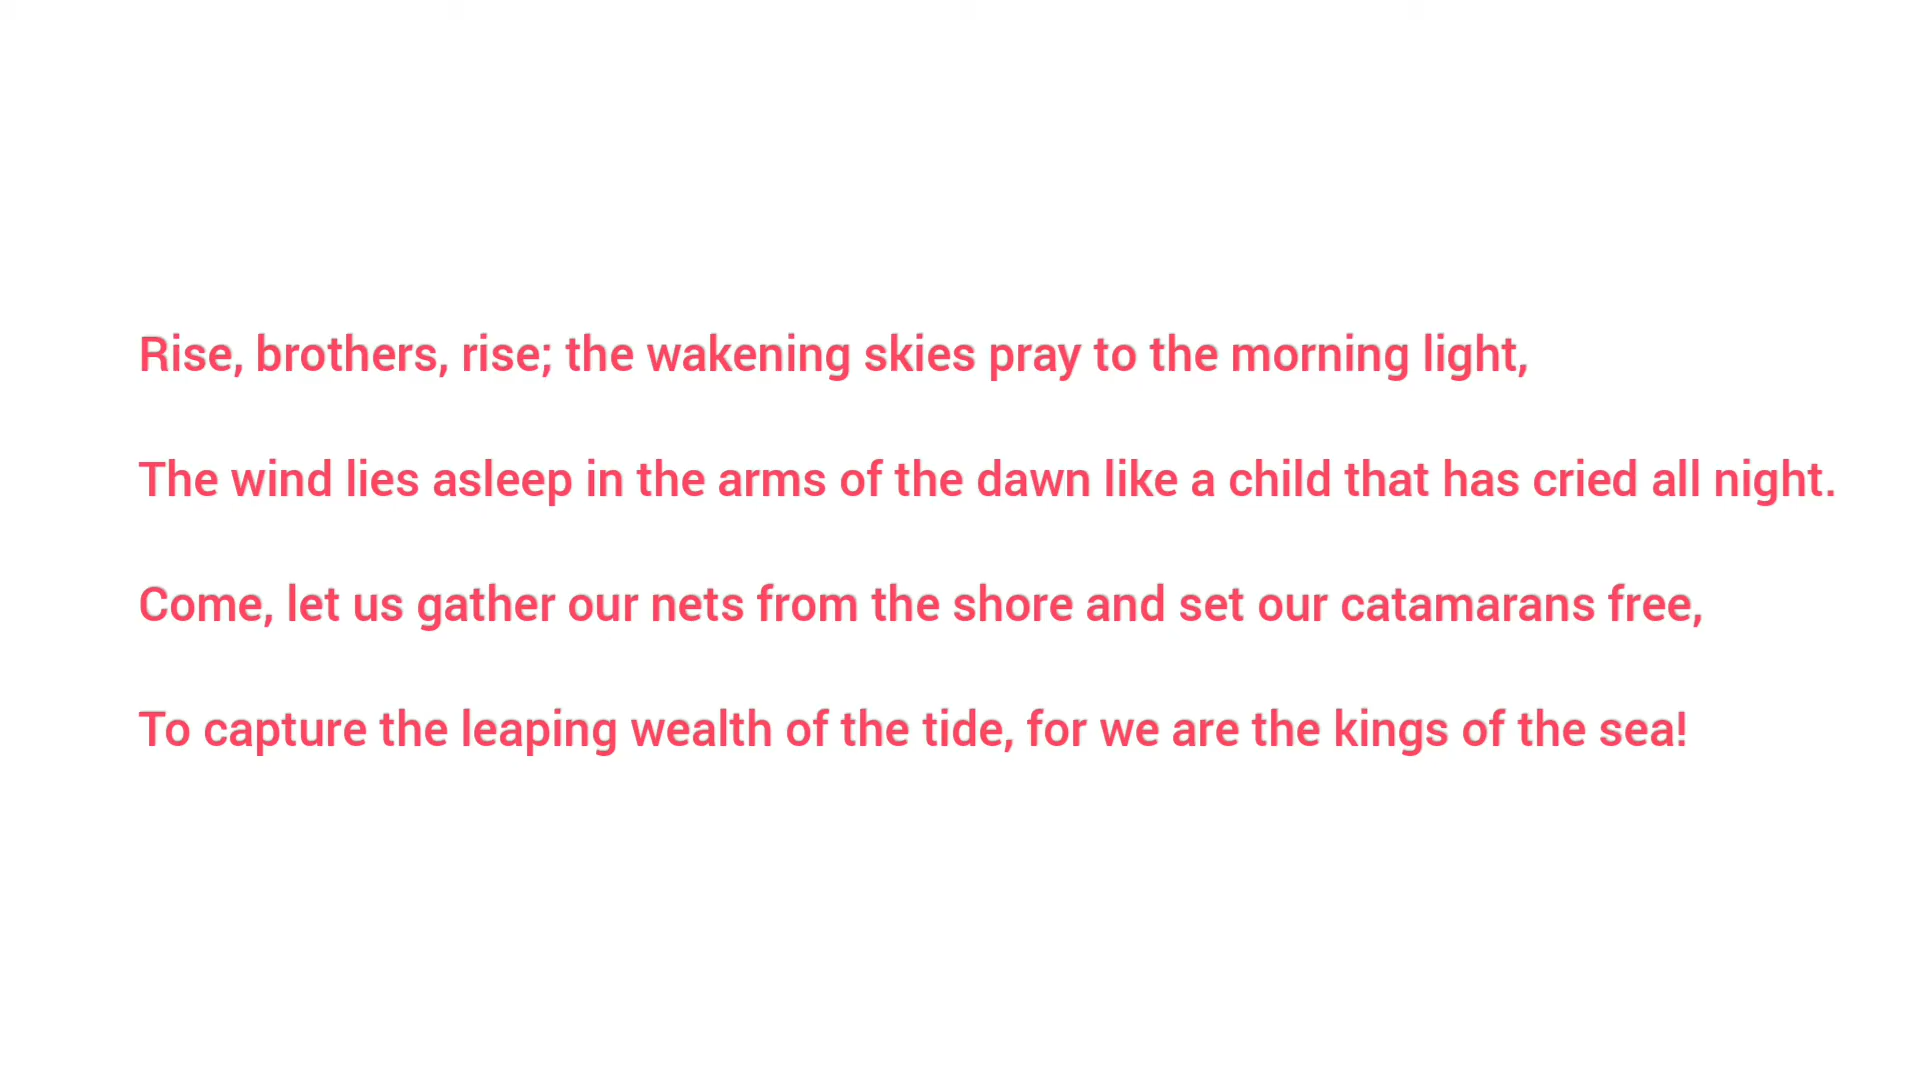 Rise, brothers, rise; the wakening skies pray to the morning light,
The wind lies asleep in the arms of the dawn like a child that has cried all night.
Come, let us gather our nets from the shore and set our catamarans free,
To capture the leaping wealth of the tide, for we are the kings of the sea!